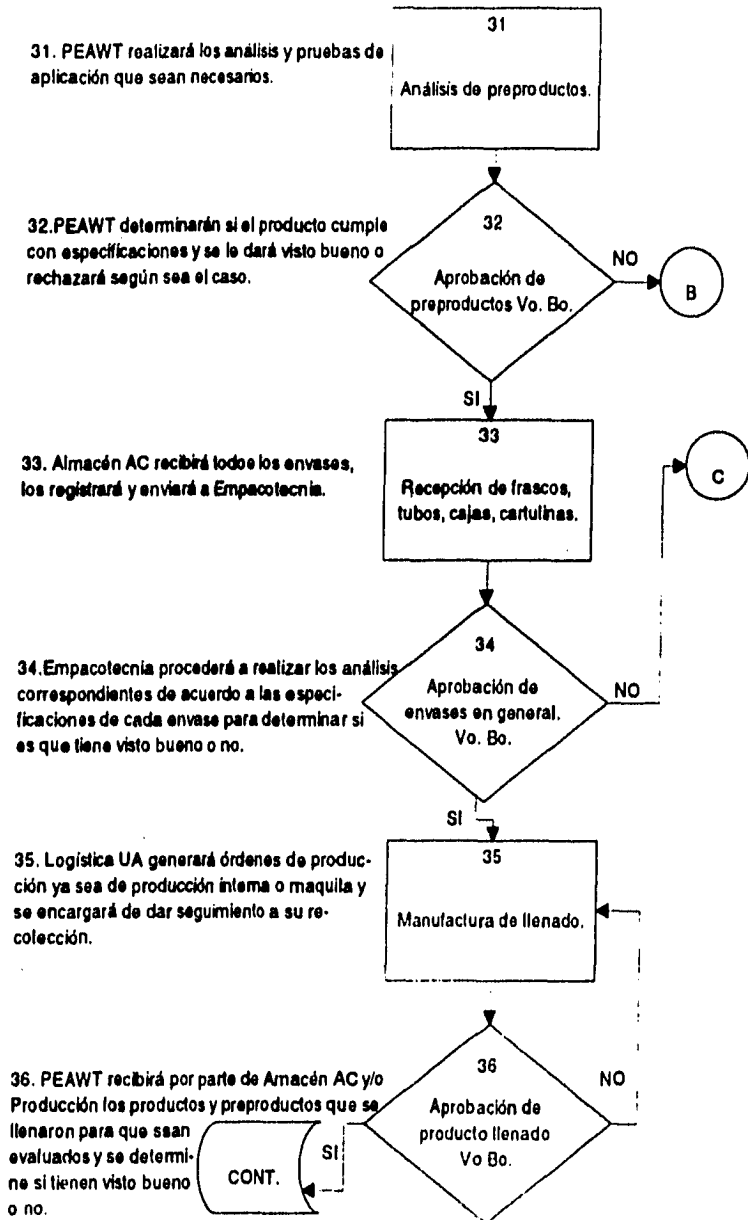 31. PEAWT realizará los análisis y pruebas de
aplicación que sean necesarios.
31
Análisis de preproductos.
32.PEAWT determinarán si el producto cumple
con especificaciones y se le dará visto bueno o
rechazará según sea el caso.
32
Aprobación de
preproductos Vo. Bo.
NO
B
SI
33. Almacén AC recibirá todos los envases,
los registrará y enviará a Empacotecnia.
33
Recepción de frascos,
tubos, cajas, cartulinas.
C
34.Empacotecnia procederá a realizar los análisis
correspondientes de acuerdo a las especi-
ficaciones de cada envase para determinar si
es que tiene visto bueno o no.
34
Aprobación de
envases en general.
Vo. Bo.
NO
SI
35. Logística UA generará órdenes de produc-
ción ya sea de producción interna o maquila y
se encargará de dar seguimiento a su re-
colección.
35
Manufactura de llenado.
36. PEAWT recibirá por parte de Amacén AC y/o
Producción los productos y preproductos que se
llenaron para que sean
evaluados y se determi-
ne si tienen visto bueno
o no.
36
Aprobación de
producto llenado
Vo Bo.
NO
SI
CONT.